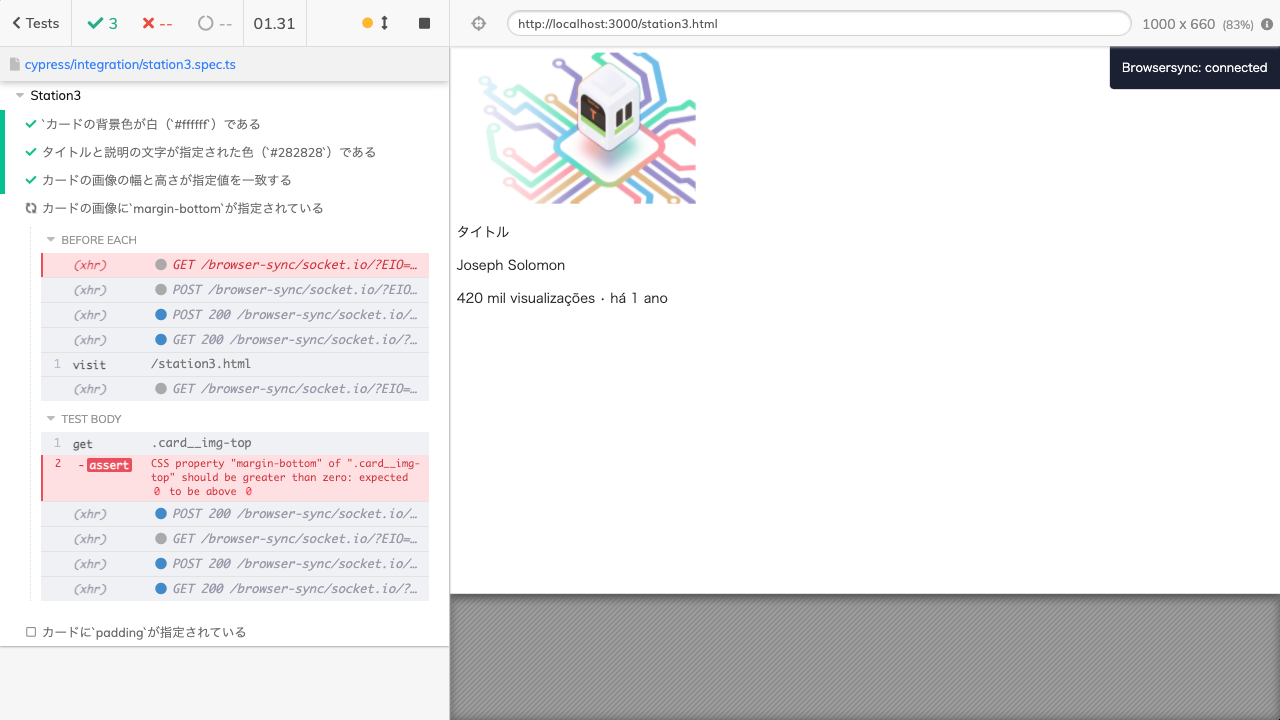 Tests
3
--
--
01.31
http://localhost:3000/station3.html
1000 x 660 (83%)
cypress/integration/station3.spec.ts
Browsersync: connected
Station3
`カードの背景色が白（`#ffffff`）である
タイトルと説明の文字が指定された色（`#282828`）である
カードの画像の幅と高さが指定値を一致する
カードの画像に`margin-bottom`が指定されている
BEFORE EACH
(xhr) GET /browser-sync/socket.io/?EIO=…
(xhr) POST /browser-sync/socket.io/?EIO…
(xhr) POST 200 /browser-sync/socket.io/…
(xhr) GET 200 /browser-sync/socket.io/?…
1 visit /station3.html
(xhr) GET /browser-sync/socket.io/?EIO=…
TEST BODY
1 get .card__img-top
2 - assert CSS property "margin-bottom" of ".card__img-
top" should be greater than zero: expected
0 to be above 0
(xhr) POST 200 /browser-sync/socket.io/…
(xhr) GET /browser-sync/socket.io/?EIO=…
(xhr) POST 200 /browser-sync/socket.io/…
(xhr) GET 200 /browser-sync/socket.io/?…
カードに`padding`が指定されている
タイトル
Joseph Solomon
420 mil visualizações · há 1 ano